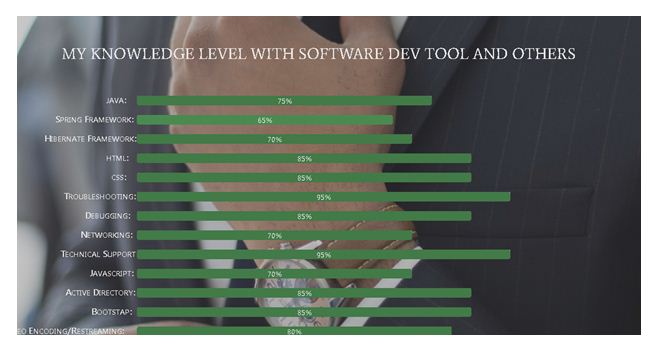 MY KNOWLEDGE LEVEL WITH SOFTWARE DEV TOOL AND OTHERS
JAVA: 75%
SPRING FRAMEWORK: 65%
HIBERNATE FRAMEWORK: 70%
HTML: 85%
CSS: 85%
TROUBLESHOOTING: 95%
DEBUGGING: 85%
NETWORKING: 70%
TECHNICAL SUPPORT 95%
JAVASCRIPT: 70%
ACTIVE DIRECTORY: 85%
BOOTSTAP: 85%
EO ENCODING/RESTREAMING: 80%